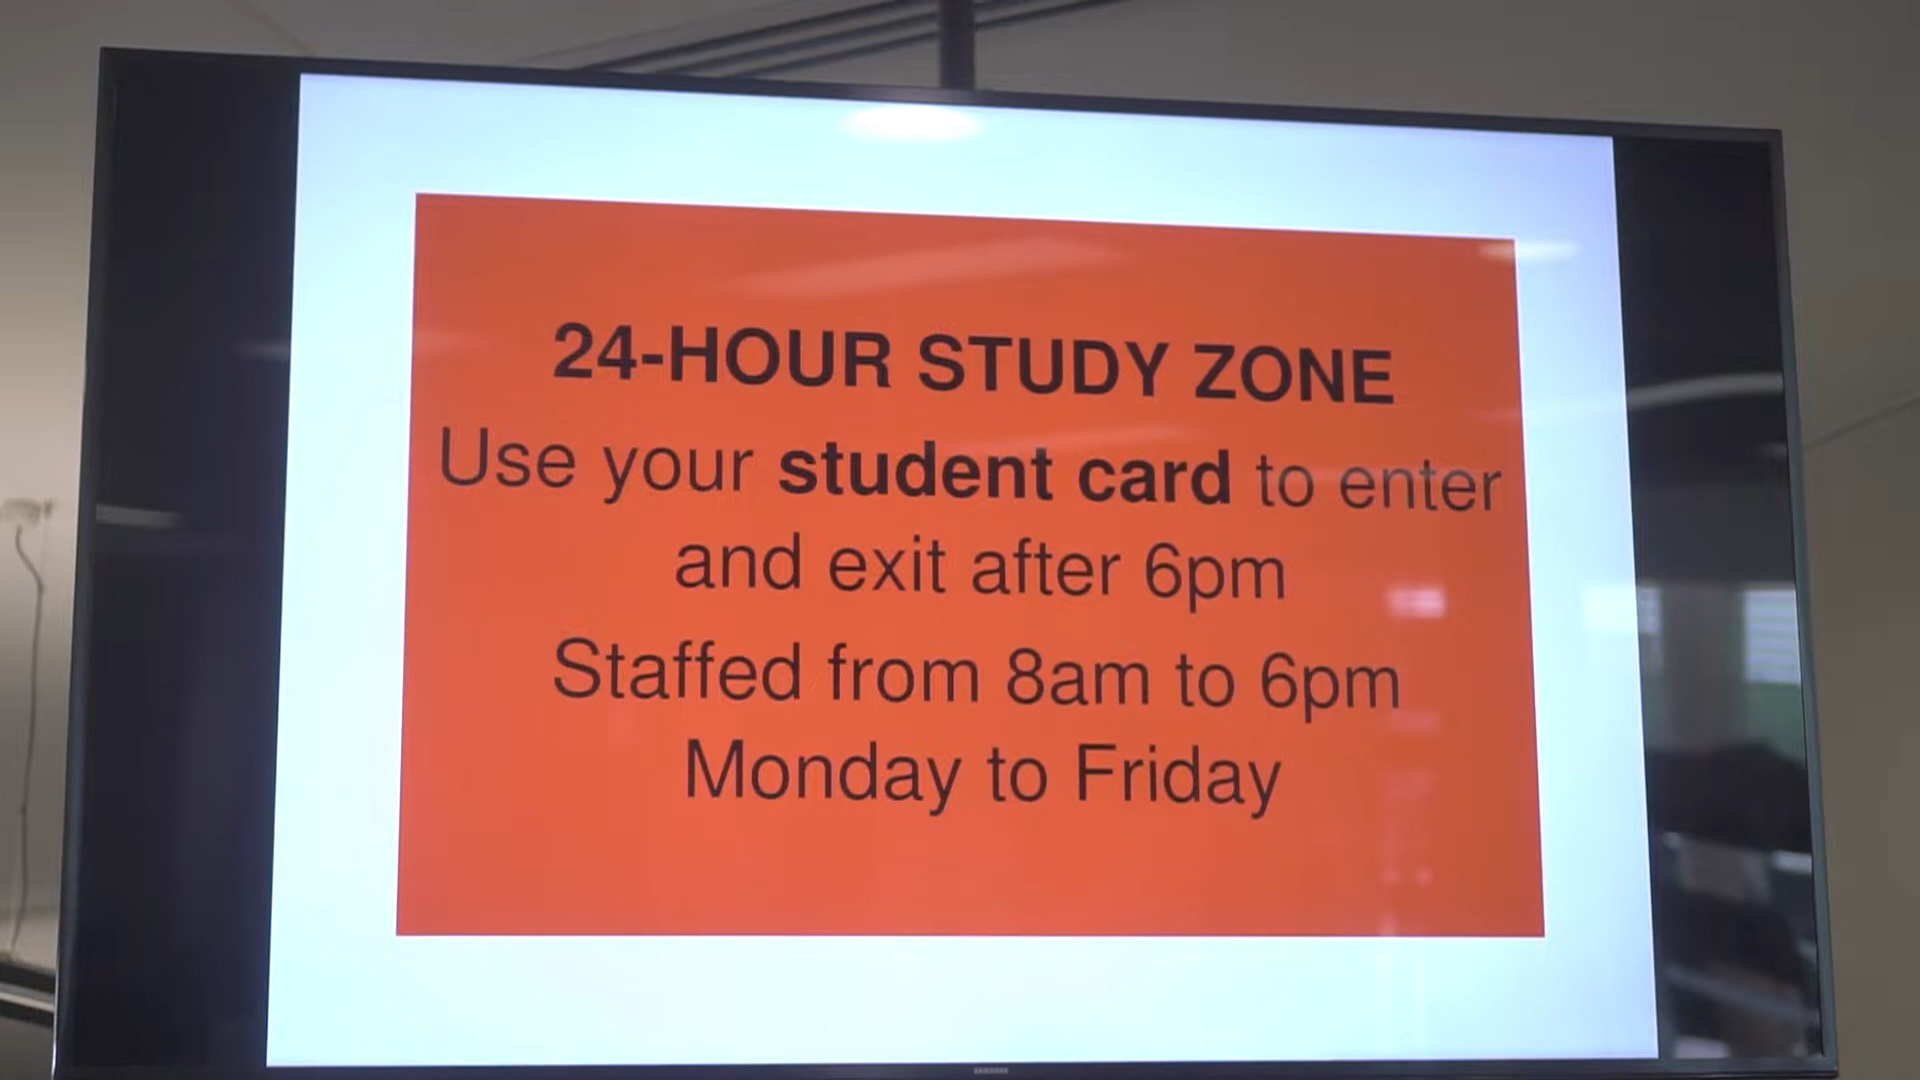 24-HOUR STUDY ZONE
Use your student card to enter
and exit after 6pm
Staffed from 8am to 6pm
Monday to Friday
SAMSUNG